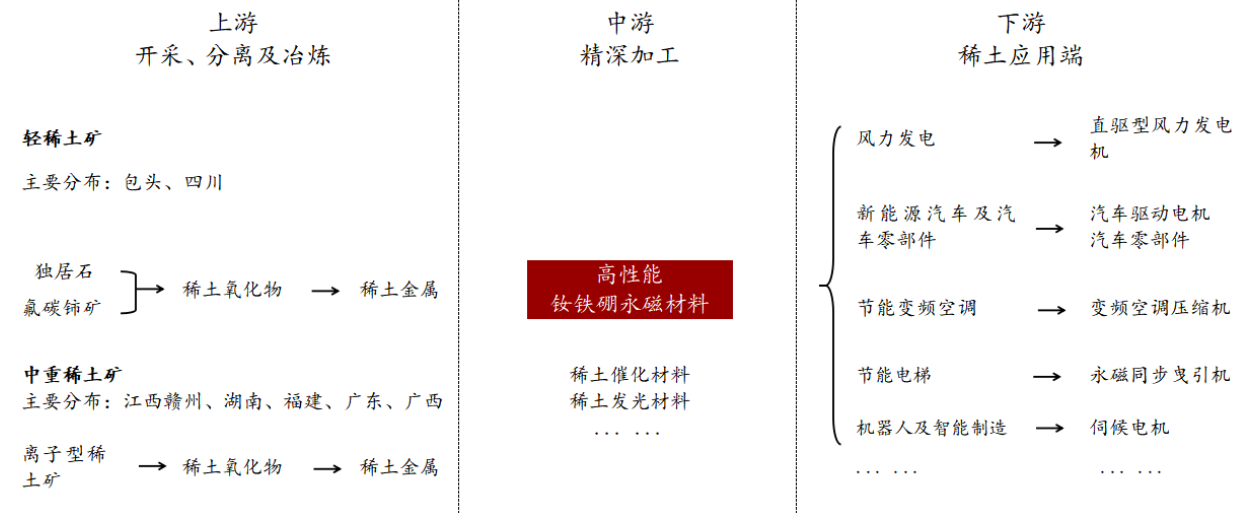 上游
开采、分离及冶炼
轻稀土矿
主要分布：包头、四川
独居石
氟碳铈矿
稀土氧化物
稀土金属
中重稀土矿
主要分布：江西赣州、湖南、福建、广东、广西
离子型稀
土矿
稀土氧化物
稀土金属
中游
精深加工
高性能
钕铁硼永磁材料
稀土催化材料
稀土发光材料
... ...
下游
稀土应用端
风力发电
直驱型风力发电
机
新能源汽车及汽
车零部件
汽车驱动电机
汽车零部件
节能变频空调
变频空调压缩机
节能电梯
永磁同步曳引机
机器人及智能制造
伺候电机
... ...
... ...